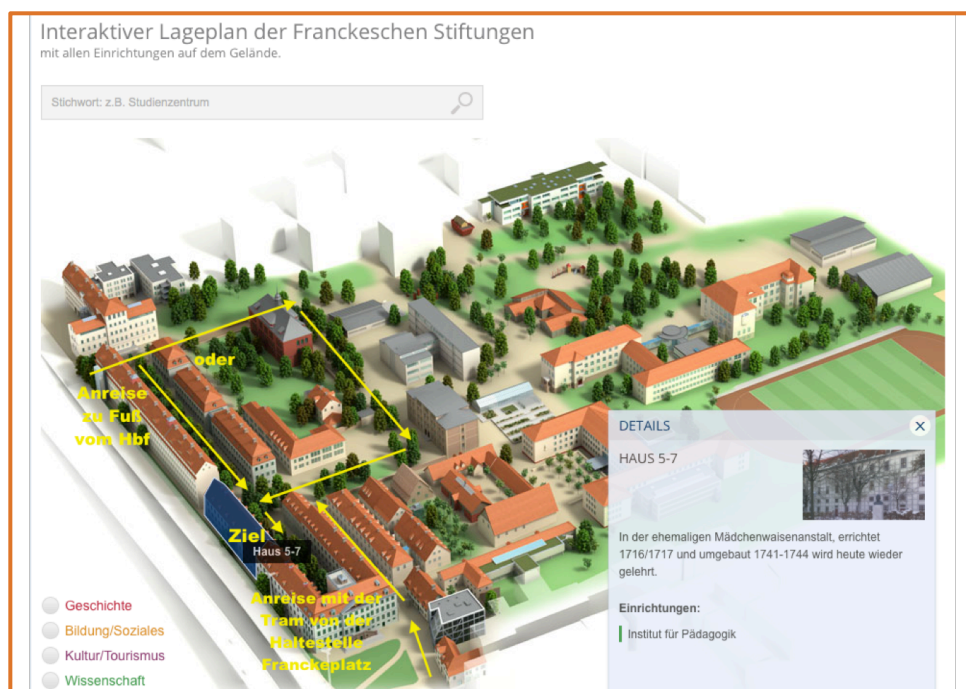 Interaktiver Lageplan der Franckeschen Stiftungen
mit allen Einrichtungen auf dem Gelände.
Stichwort: z.B. Studienzentrum
oder
Anreise
zu Fuß
vom Hbf
Ziel
Haus 5-7
Anreise mit der
Tram von der
Haltestelle
Franckeplatz
Geschichte
Bildung/Soziales
Kultur/Tourismus
Wissenschaft
DETAILS
HAUS 5-7
In der ehemaligen Mädchenwaisenanstalt, errichtet
1716/1717 und umgebaut 1741-1744 wird heute wieder
gelehrt.
Einrichtungen:
Institut für Pädagogik